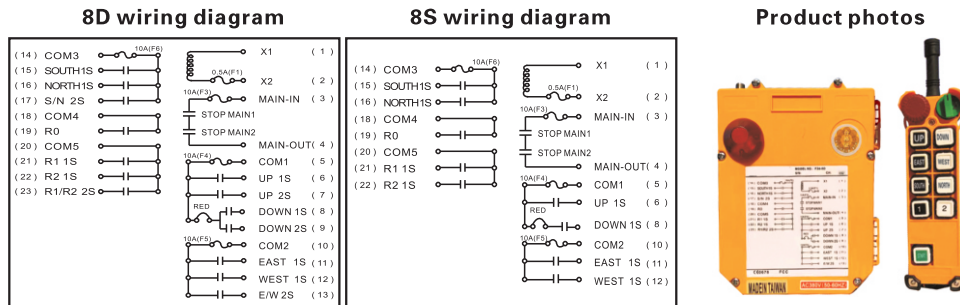 8D wiring diagram
(14) COM3 10A(F6)
(15) SOUTH1S
(16) NORTH1S
(17) S/N 2S
(18) COM4
(19) R0
(20) COM5
(21) R1 1S
(22) R2 1S
(23) R1/R2 2S
X1 (1)
0.5A(F1)
X2 (2)
10A(F3) MAIN-IN (3)
STOP MAIN1
STOP MAIN2
MAIN-OUT(4)
10A(F4) COM1 (5)
UP 1S (6)
UP 2S (7)
RED DOWN 1S (8)
DOWN 2S (9)
10A(F5) COM2 (10)
EAST 1S (11)
WEST 1S (12)
E/W 2S (13)
8S wiring diagram
(14) COM3 10A(F6)
(15) SOUTH1S
(16) NORTH1S
(18) COM4
(19) R0
(20) COM5
(21) R1 1S
(22) R2 1S
X1 (1)
0.5A(F1)
X2 (2)
10A(F3) MAIN-IN (3)
STOP MAIN1
STOP MAIN2
MAIN-OUT(4)
10A(F4) COM1 (5)
UP 1S (6)
RED DOWN 1S (8)
10A(F5) COM2 (10)
EAST 1S (11)
WEST 1S (12)
Product photos
MADE IN TAIWAN
UP DOWN
EAST WEST
NORTH
1 2